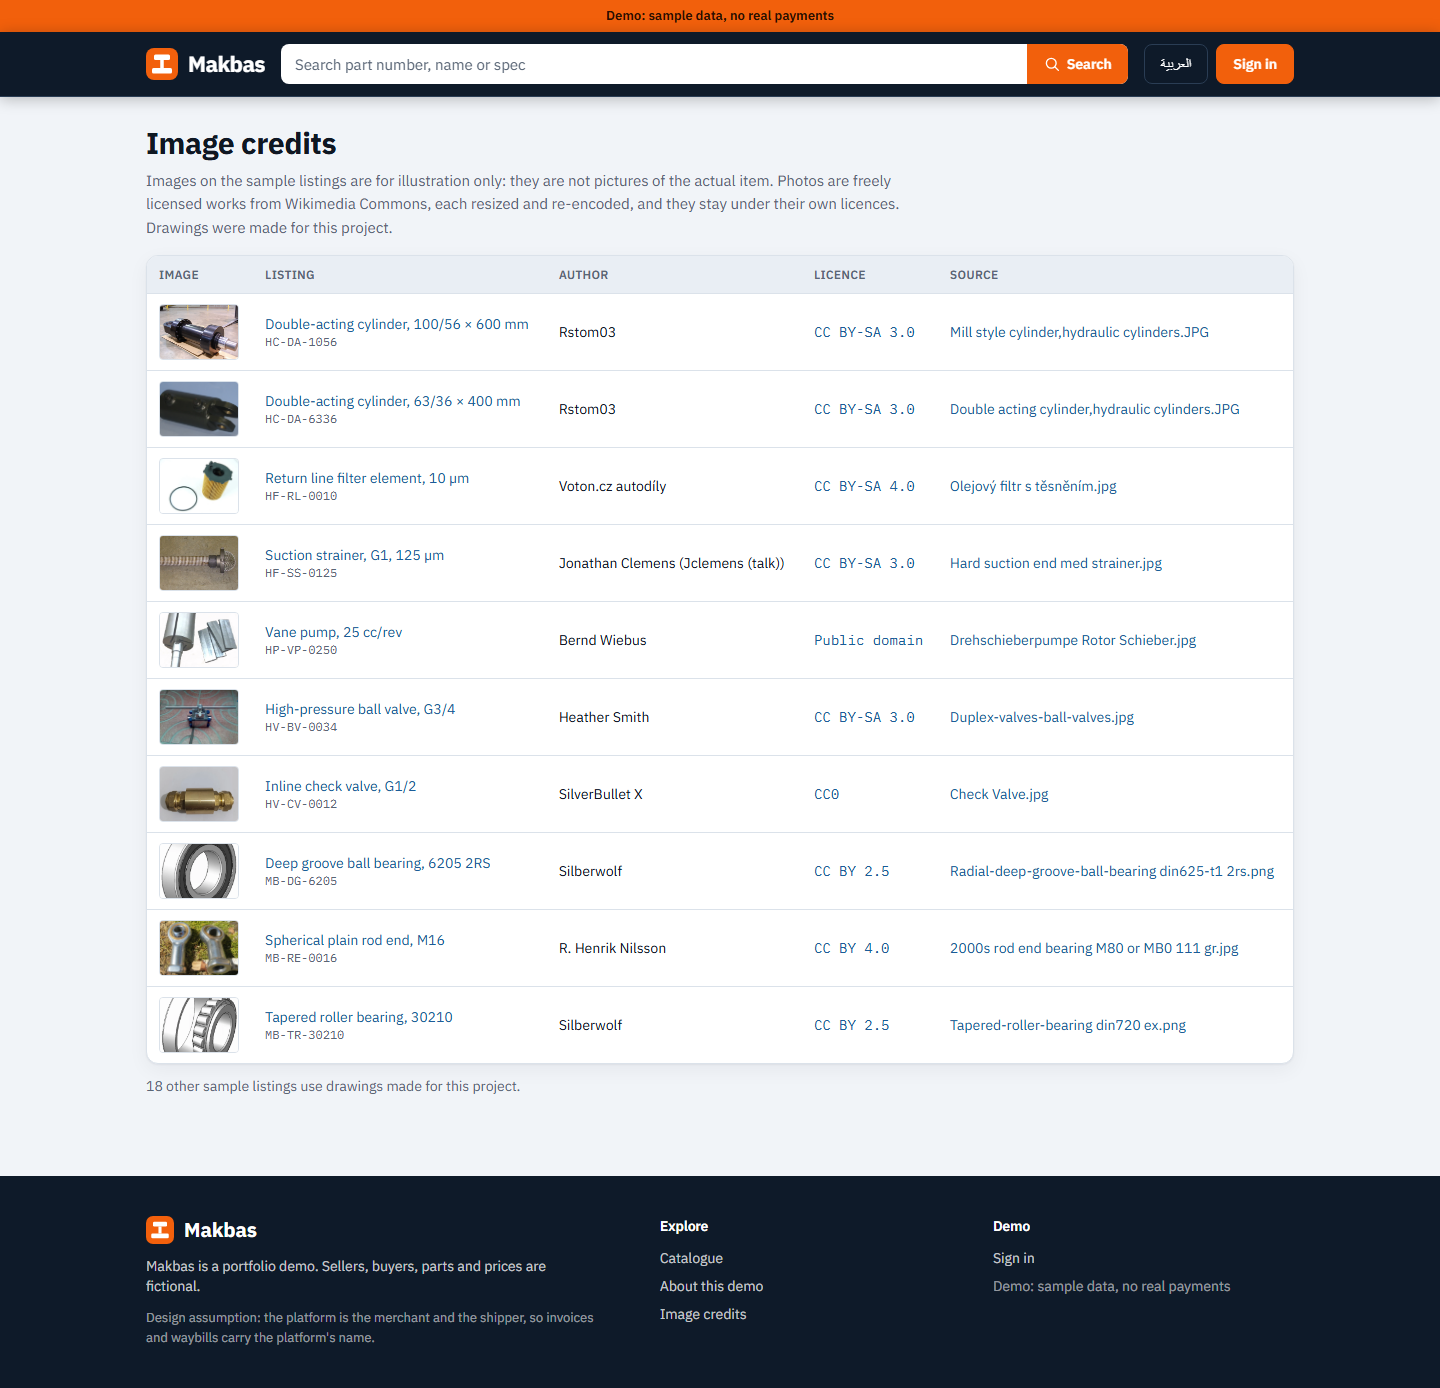 Demo: sample data, no real payments
Makbas
Search part number, name or spec
Search
العربية
Sign in
Image credits
Images on the sample listings are for illustration only: they are not pictures of the actual item. Photos are freely
licensed works from Wikimedia Commons, each resized and re-encoded, and they stay under their own licences.
Drawings were made for this project.
IMAGE LISTING AUTHOR LICENCE SOURCE
Double-acting cylinder, 100/56 × 600 mm
HC-DA-1056
Rstom03
CC BY-SA 3.0
Mill style cylinder,hydraulic cylinders.JPG
Double-acting cylinder, 63/36 × 400 mm
HC-DA-6336
Rstom03
CC BY-SA 3.0
Double acting cylinder,hydraulic cylinders.JPG
Return line filter element, 10 µm
HF-RL-0010
Voton.cz autodíly
CC BY-SA 4.0
Olejový filtr s těsněním.jpg
Suction strainer, G1, 125 µm
HF-SS-0125
Jonathan Clemens (Jclemens (talk))
CC BY-SA 3.0
Hard suction end med strainer.jpg
Vane pump, 25 cc/rev
HP-VP-0250
Bernd Wiebus
Public domain
Drehschieberpumpe Rotor Schieber.jpg
High-pressure ball valve, G3/4
HV-BV-0034
Heather Smith
CC BY-SA 3.0
Duplex-valves-ball-valves.jpg
Inline check valve, G1/2
HV-CV-0012
SilverBullet X
CC0
Check Valve.jpg
Deep groove ball bearing, 6205 2RS
MB-DG-6205
Silberwolf
CC BY 2.5
Radial-deep-groove-ball-bearing din625-t1 2rs.png
Spherical plain rod end, M16
MB-RE-0016
R. Henrik Nilsson
CC BY 4.0
2000s rod end bearing M80 or MB0 111 gr.jpg
Tapered roller bearing, 30210
MB-TR-30210
Silberwolf
CC BY 2.5
Tapered-roller-bearing din720 ex.png
18 other sample listings use drawings made for this project.
Makbas
Makbas is a portfolio demo. Sellers, buyers, parts and prices are
fictional.
Design assumption: the platform is the merchant and the shipper, so invoices
and waybills carry the platform's name.
Explore
Catalogue
About this demo
Image credits
Demo
Sign in
Demo: sample data, no real payments